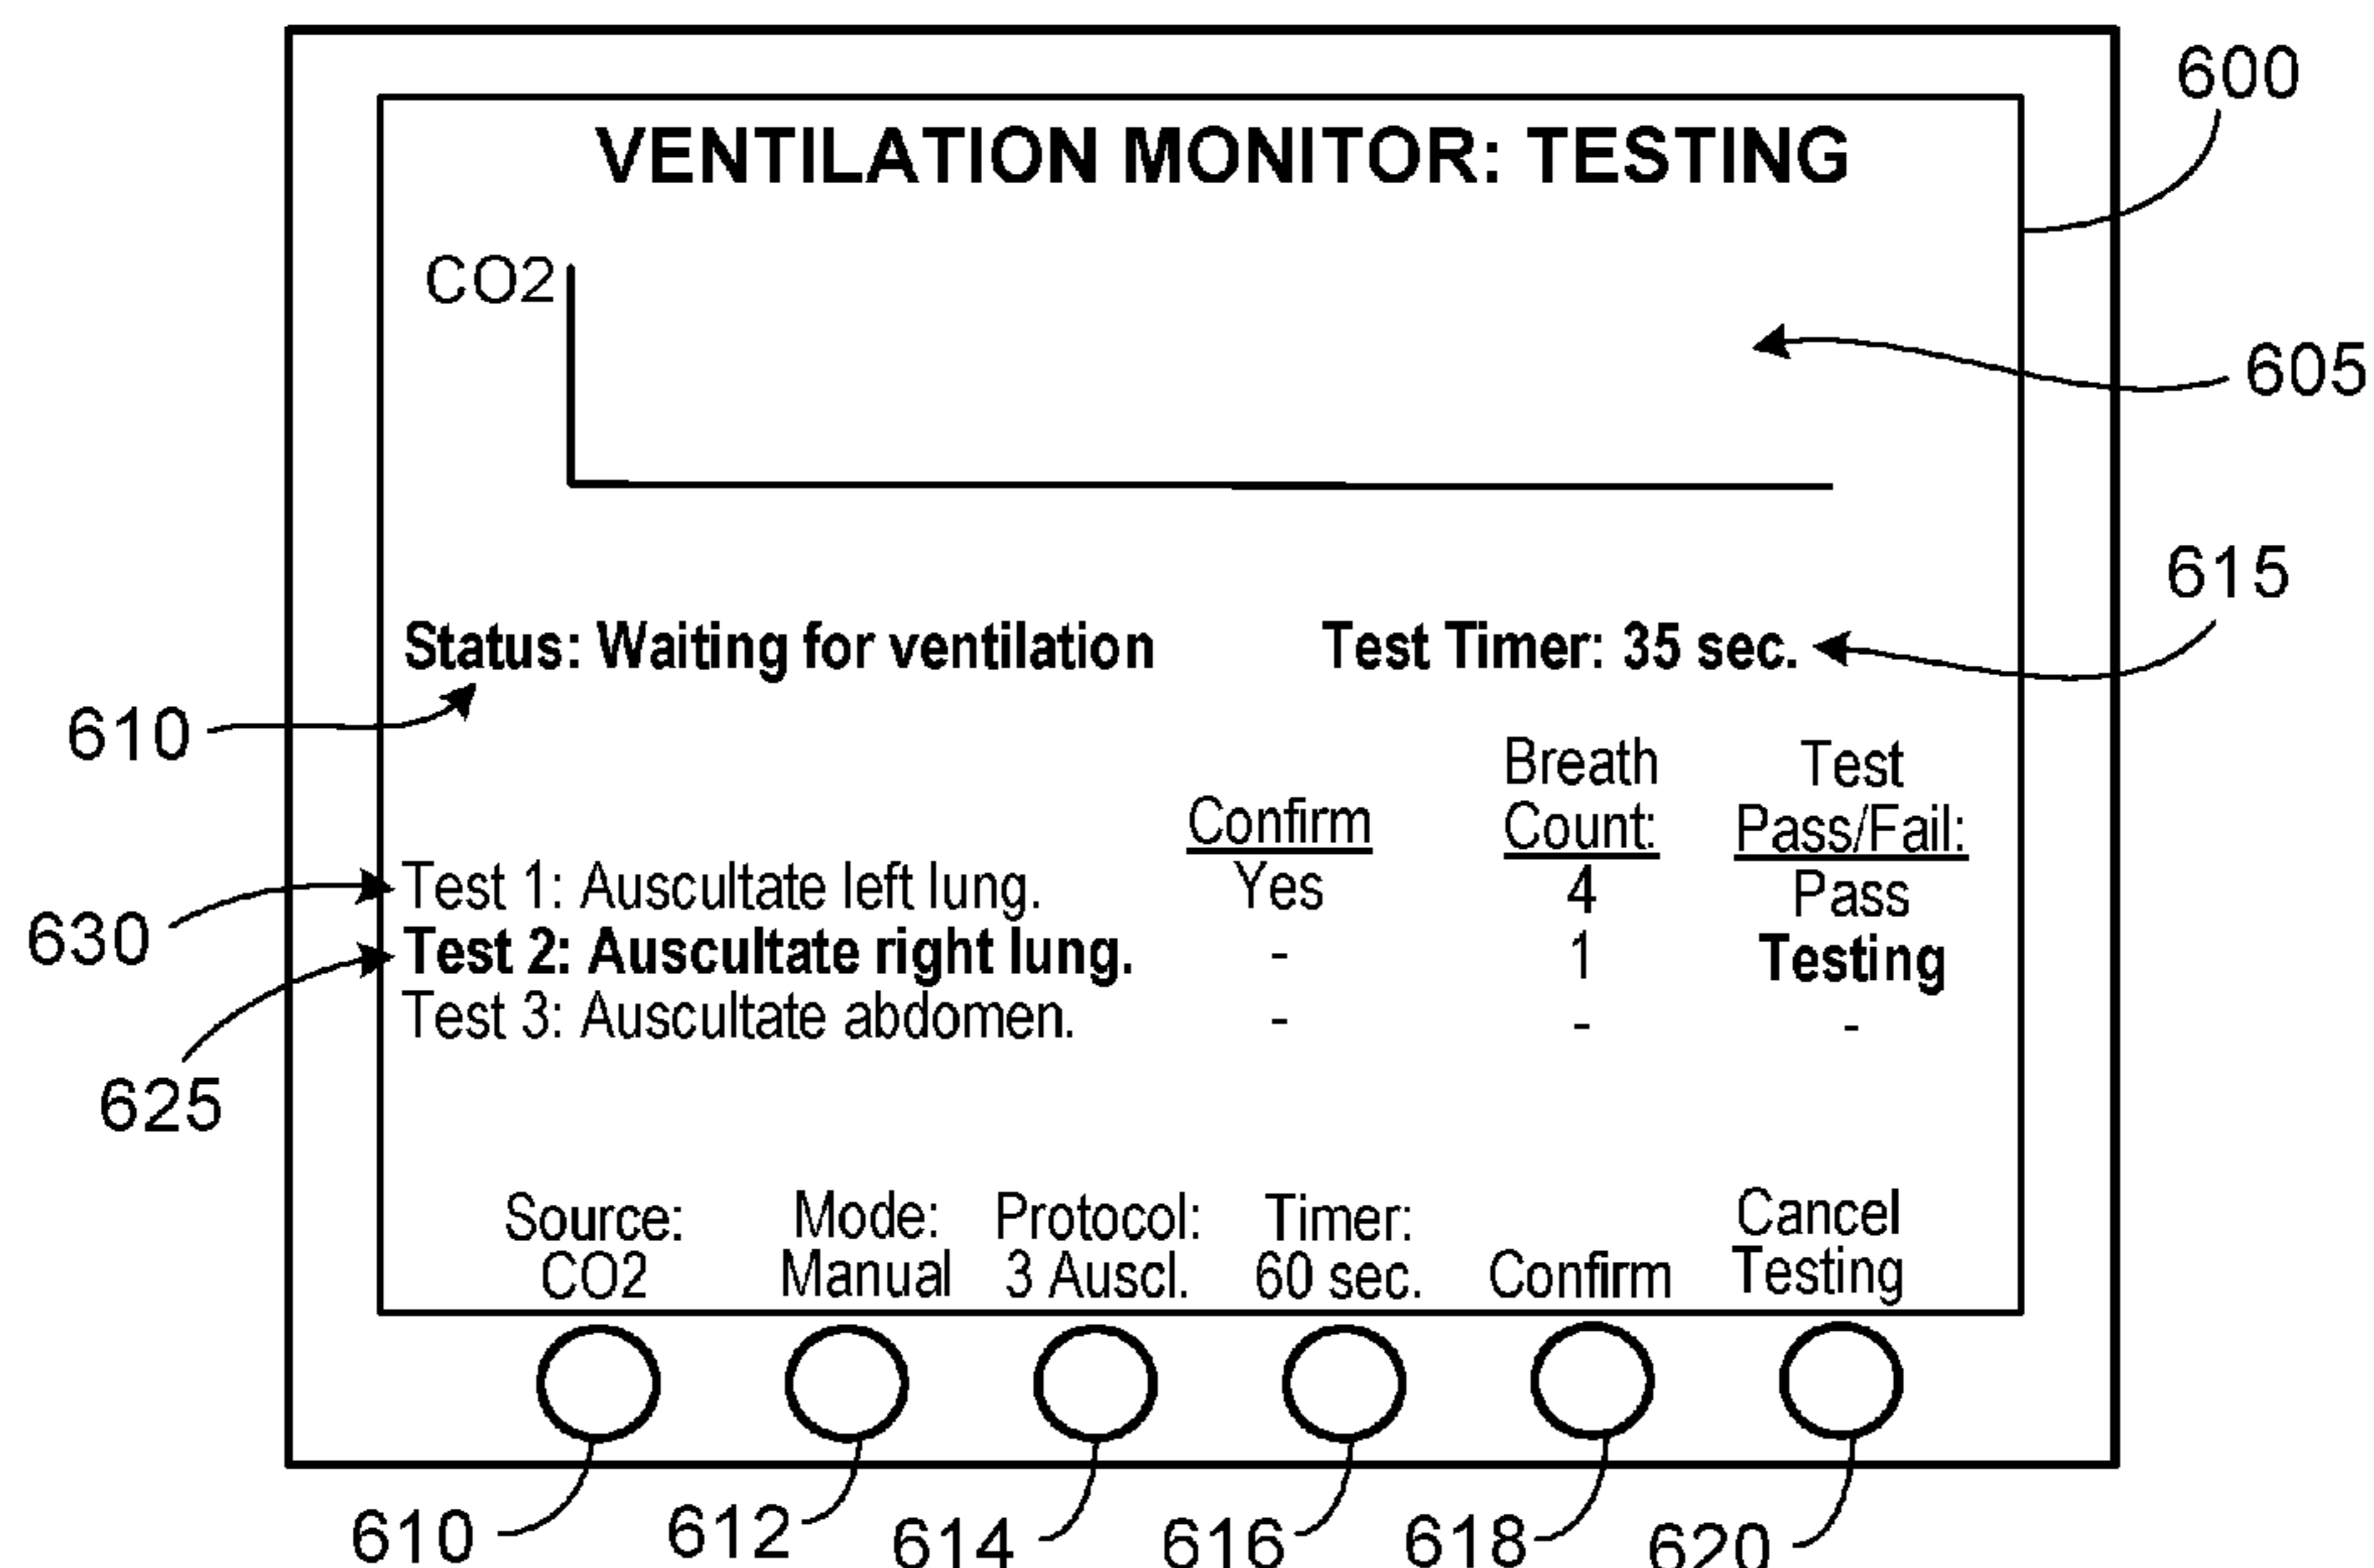 600
VENTILATION MONITOR: TESTING
CO2
605
615
Status: Waiting for ventilation
Test Timer: 35 sec.
610
Confirm
Breath
Count:
Test
Pass/Fail:
630
Test 1: Auscultate left lung. Yes 4 Pass
Test 2: Auscultate right lung. - 1 Testing
Test 3: Auscultate abdomen. - - -
625
Source:
CO2
Mode:
Manual
Protocol:
3 Auscl.
Timer:
60 sec.
Confirm
Cancel
Testing
610 612 614 616 618 620